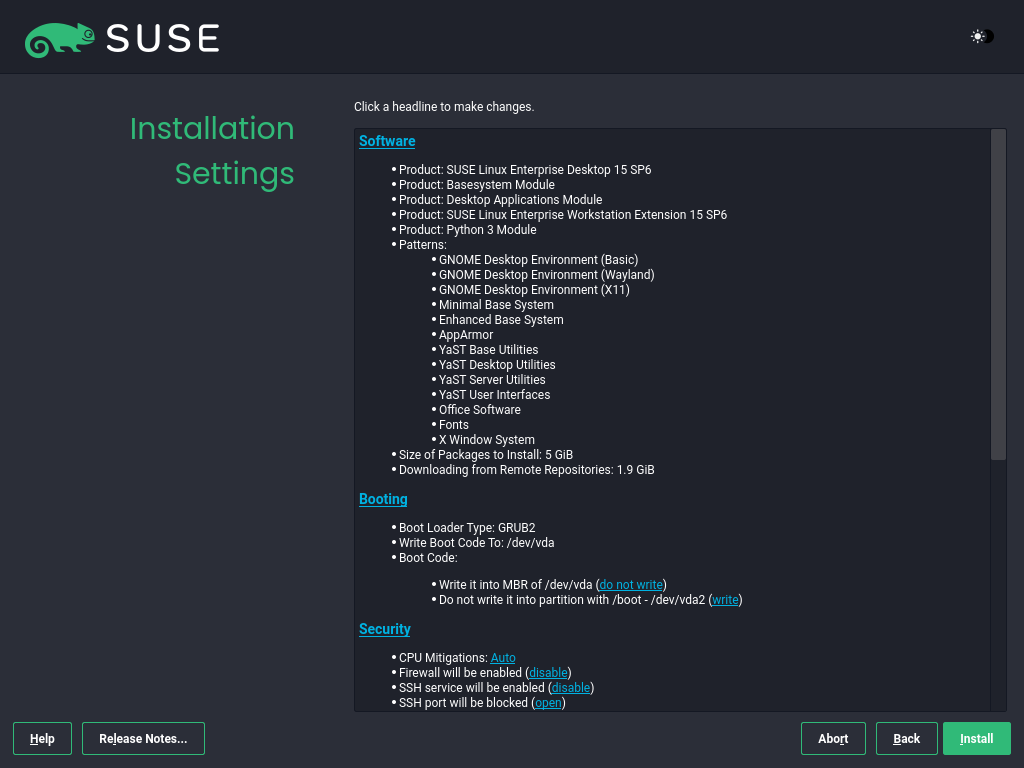 SUSE
Installation
Settings
Click a headline to make changes.
Software
• Product: SUSE Linux Enterprise Desktop 15 SP6
• Product: Basesystem Module
• Product: Desktop Applications Module
• Product: SUSE Linux Enterprise Workstation Extension 15 SP6
• Product: Python 3 Module
• Patterns:
• GNOME Desktop Environment (Basic)
• GNOME Desktop Environment (Wayland)
• GNOME Desktop Environment (X11)
• Minimal Base System
• Enhanced Base System
• AppArmor
• YaST Base Utilities
• YaST Desktop Utilities
• YaST Server Utilities
• YaST User Interfaces
• Office Software
• Fonts
• X Window System
• Size of Packages to Install: 5 GiB
• Downloading from Remote Repositories: 1.9 GiB
Booting
• Boot Loader Type: GRUB2
• Write Boot Code To: /dev/vda
• Boot Code:
• Write it into MBR of /dev/vda (do not write)
• Do not write it into partition with /boot - /dev/vda2 (write)
Security
• CPU Mitigations: Auto
• Firewall will be enabled (disable)
• SSH service will be enabled (disable)
• SSH port will be blocked (open)
Help Release Notes... Abort Back Install